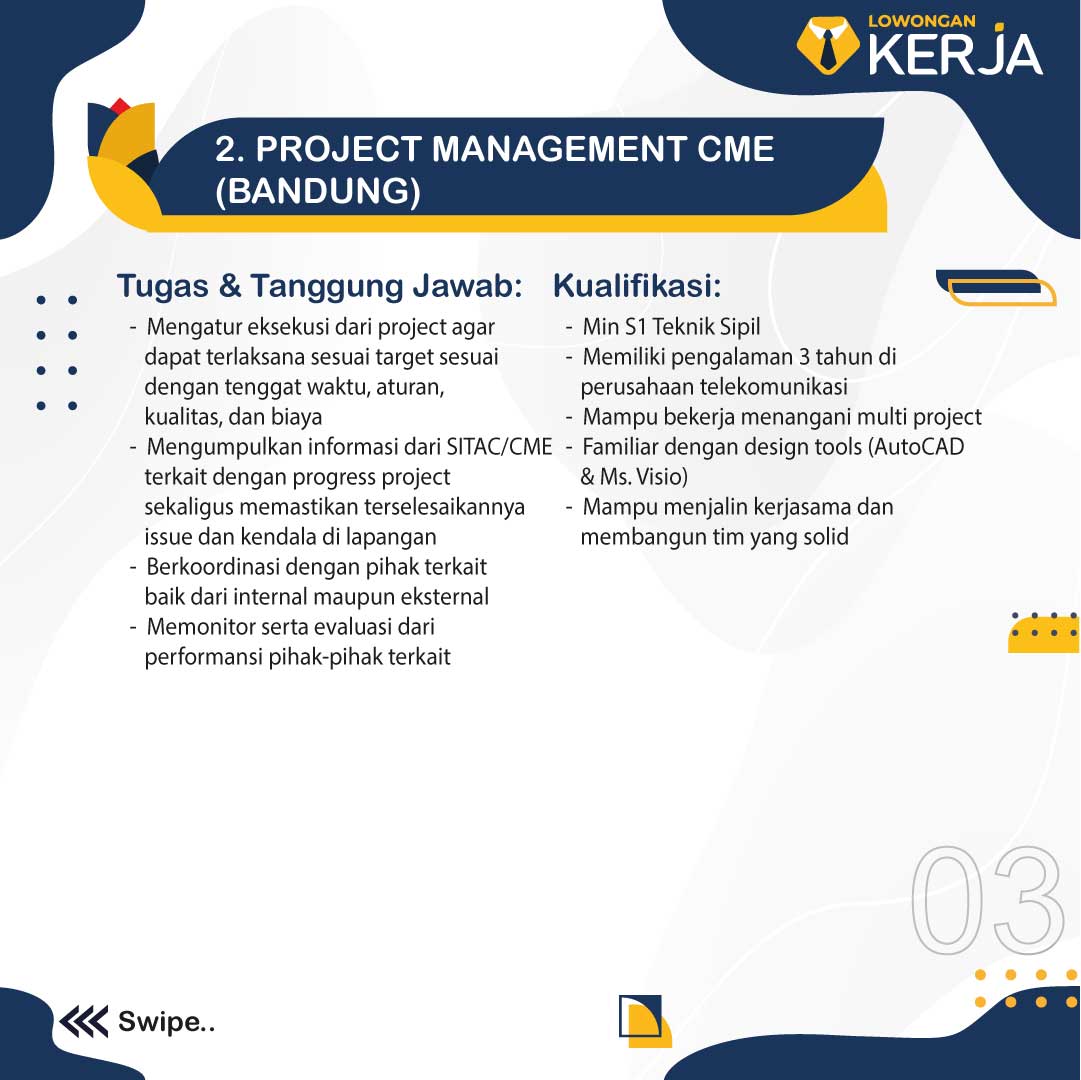 LOWONGAN
KERJA
2. PROJECT MANAGEMENT CME
(BANDUNG)
Tugas & Tanggung Jawab:
- Mengatur eksekusi dari project agar
dapat terlaksana sesuai target sesuai
dengan tenggat waktu, aturan,
kualitas, dan biaya
- Mengumpulkan informasi dari SITAC/CME
terkait dengan progress project
sekaligus memastikan terselesaikannya
issue dan kendala di lapangan
- Berkoordinasi dengan pihak terkait
baik dari internal maupun eksternal
- Memonitor serta evaluasi dari
performansi pihak-pihak terkait
Kualifikasi:
- Min S1 Teknik Sipil
- Memiliki pengalaman 3 tahun di
perusahaan telekomunikasi
- Mampu bekerja menangani multi project
- Familiar dengan design tools (AutoCAD
& Ms. Visio)
- Mampu menjalin kerjasama dan
membangun tim yang solid
03
Swipe..